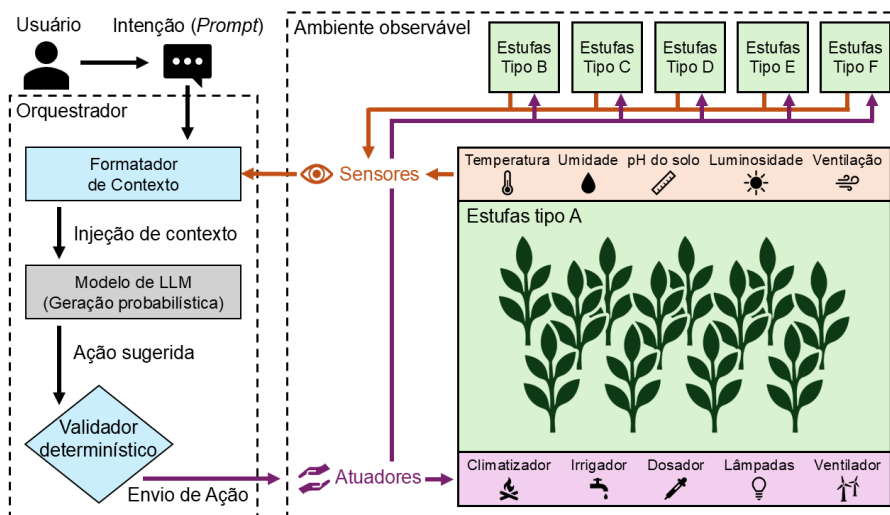 Usuário
Intenção (Prompt)
Ambiente observável
Estufas
Tipo B
Estufas
Tipo C
Estufas
Tipo D
Estufas
Tipo E
Estufas
Tipo F
Orquestrador
Formatador
de Contexto
Sensores
Temperatura
Umidade
pH do solo
Luminosidade
Ventilação
Estufas tipo A
Injeção de contexto
Modelo de LLM
(Geração probabilística)
Ação sugerida
Validador
determinístico
Envio de Ação
Atuadores
Climatizador
Irrigador
Dosador
Lâmpadas
Ventilador